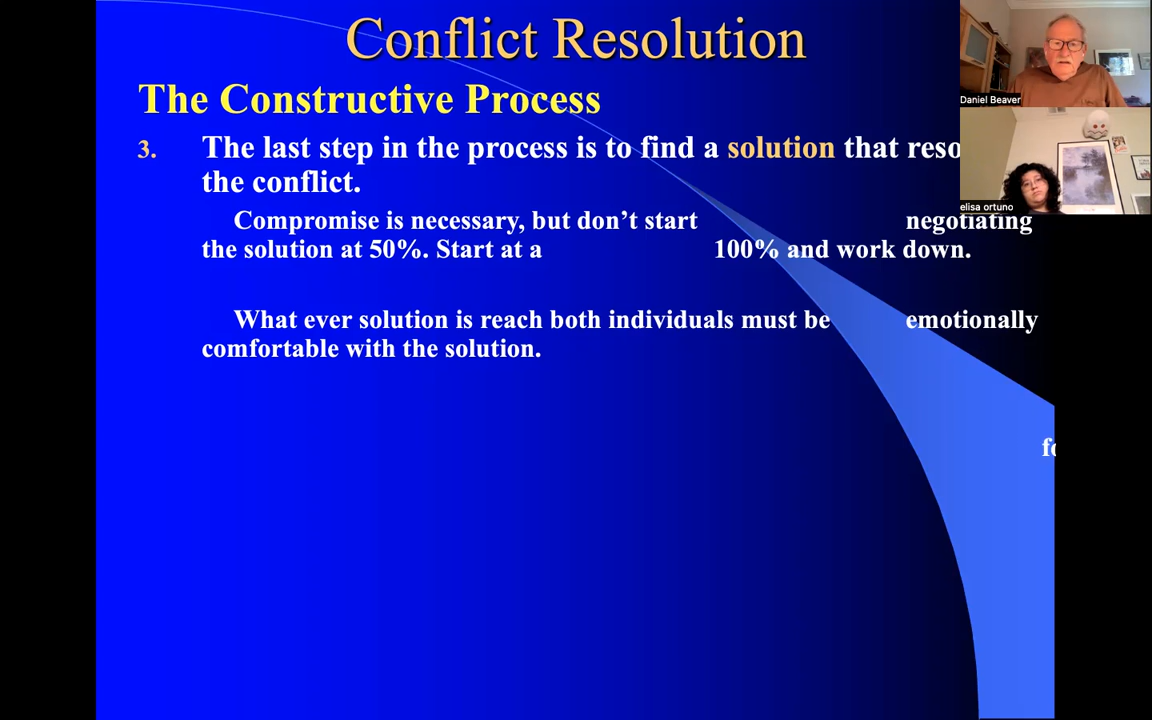 Conflict Resolution
The Constructive Process
3. The last step in the process is to find a solution that
the conflict.
Compromise is necessary, but don't start negotiating
the solution at 50%. Start at a 100% and work down.
What ever solution is reach both individuals must be emotionally
comfortable with the solution.
Daniel Beaver
elisa ortuno